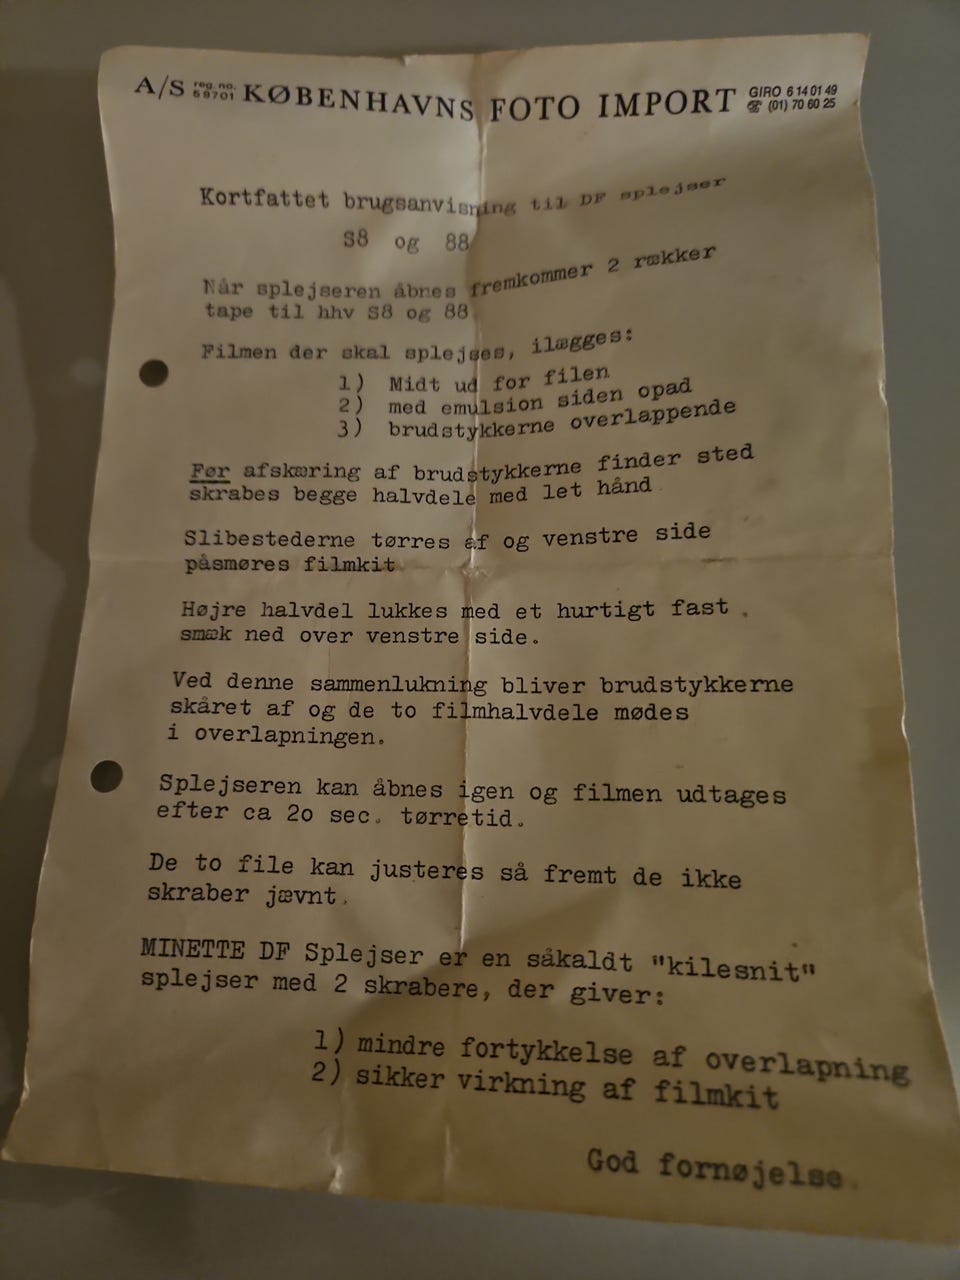 A/S reg. no. 59701 KØBENHAVNS FOTO IMPORT GIRO 6 14 01 49
☎ (01) 70 60 25
Kortfattet brugsanvisning til DF splejser
S8 og 88
Når splejseren åbnes fremkommer 2 rækker
tape til hhv S8 og 88.
Filmen der skal splejses, ilægges:
1) Midt ud for filen
2) med emulsion siden opad
3) brudstykkerne overlappende
Før afskæring af brudstykkerne finder sted
skrabes begge halvdele med let hånd
Slibestederne tørres af og venstre side
påsmøres filmkit
Højre halvdel lukkes med et hurtigt fast .
smæk ned over venstre side.
Ved denne sammenlukning bliver brudstykkerne
skåret af og de to filmhalvdele mødes
i overlapningen.
Splejseren kan åbnes igen og filmen udtages
efter ca 2o sec. tørretid.
De to file kan justeres så fremt de ikke
skraber jævnt.
MINETTE DF Splejser er en såkaldt "kilesnit"
splejser med 2 skrabere, der giver:
1) mindre fortykkelse af overlapning
2) sikker virkning af filmkit
God fornøjelse.